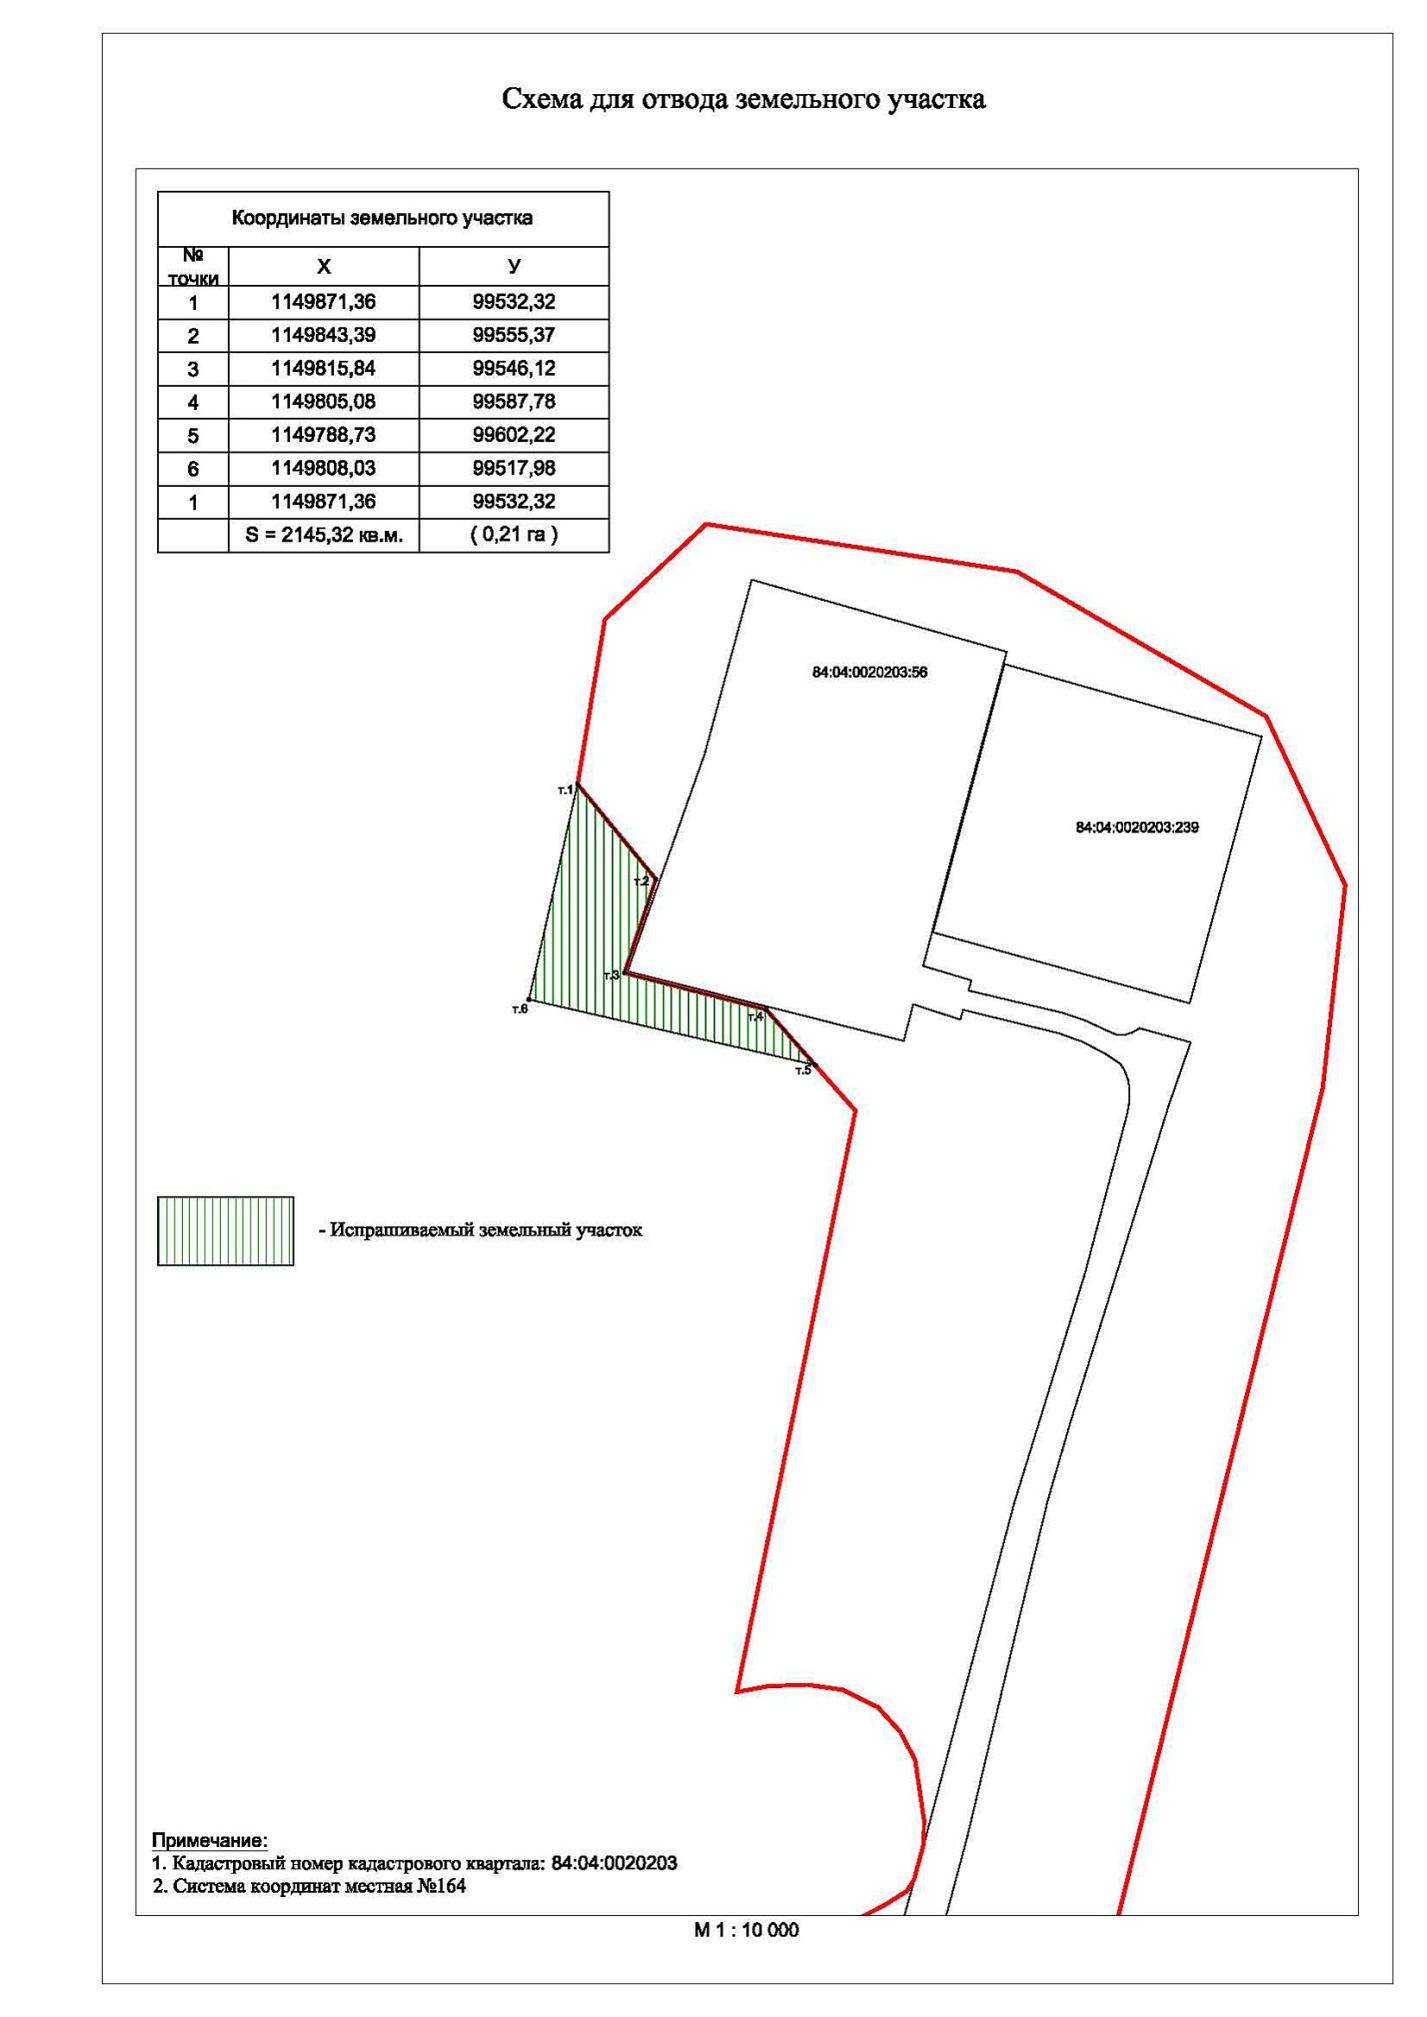 Схема для отвода земельного участка
Координаты земельного участка
№ точки X У
1 1149871,36 99532,32
2 1149843,39 99555,37
3 1149815,84 99546,12
4 1149805,08 99587,78
5 1149788,73 99602,22
6 1149808,03 99517,98
1 1149871,36 99532,32
S = 2145,32 кв.м. ( 0,21 га )
84:04:0020203:56
84:04:0020203:239
т.1
т.2
т.3
т.6
т.4
т.5
- Испрашиваемый земельный участок
Примечание:
1. Кадастровый номер кадастрового квартала: 84:04:0020203
2. Система координат местная №164
М 1 : 10 000